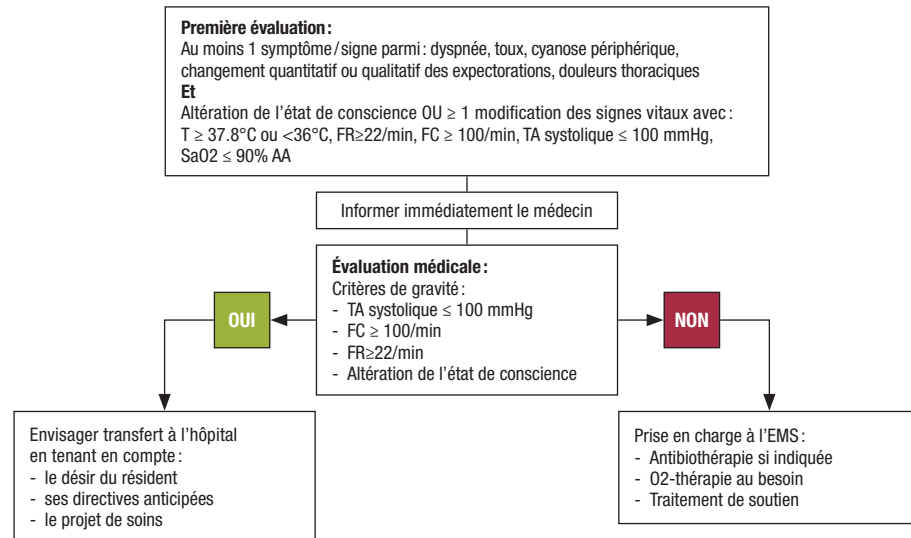 Première évaluation :
Au moins 1 symptôme/signe parmi : dyspnée, toux, cyanose périphérique,
changement quantitatif ou qualitatif des expectorations, douleurs thoraciques
Et
Altération de l'état de conscience OU ≥ 1 modification des signes vitaux avec :
T ≥ 37.8°C ou <36°C, FR≥22/min, FC ≥ 100/min, TA systolique ≤ 100 mmHg,
SaO2 ≤ 90% AA
Informer immédiatement le médecin
Évaluation médicale :
Critères de gravité :
- TA systolique ≤ 100 mmHg
- FC ≥ 100/min
- FR≥22/min
- Altération de l'état de conscience
OUI
NON
Envisager transfert à l'hôpital
en tenant en compte :
- le désir du résident
- ses directives anticipées
- le projet de soins
Prise en charge à l'EMS :
- Antibiothérapie si indiquée
- O2-thérapie au besoin
- Traitement de soutien